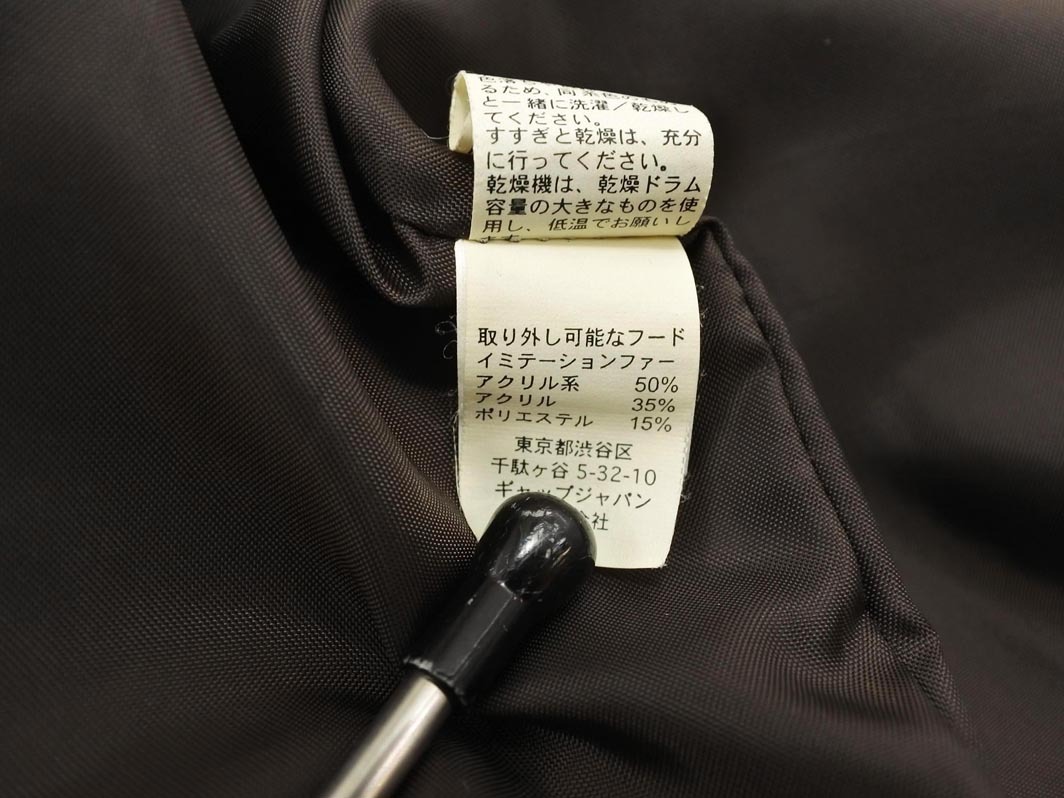 るため、同系色の
と一緒に洗濯/乾燥し
てください。
すすぎと乾燥は、充分
に行ってください。
乾燥機は、乾燥ドラム
容量の大きなものを使
用し、低温でお願いし
ます。
取り外し可能なフード
イミテーションファー
アクリル系 50%
アクリル 35%
ポリエステル 15%
東京都渋谷区
千駄ヶ谷 5-32-10
ギャップジャパン
会社